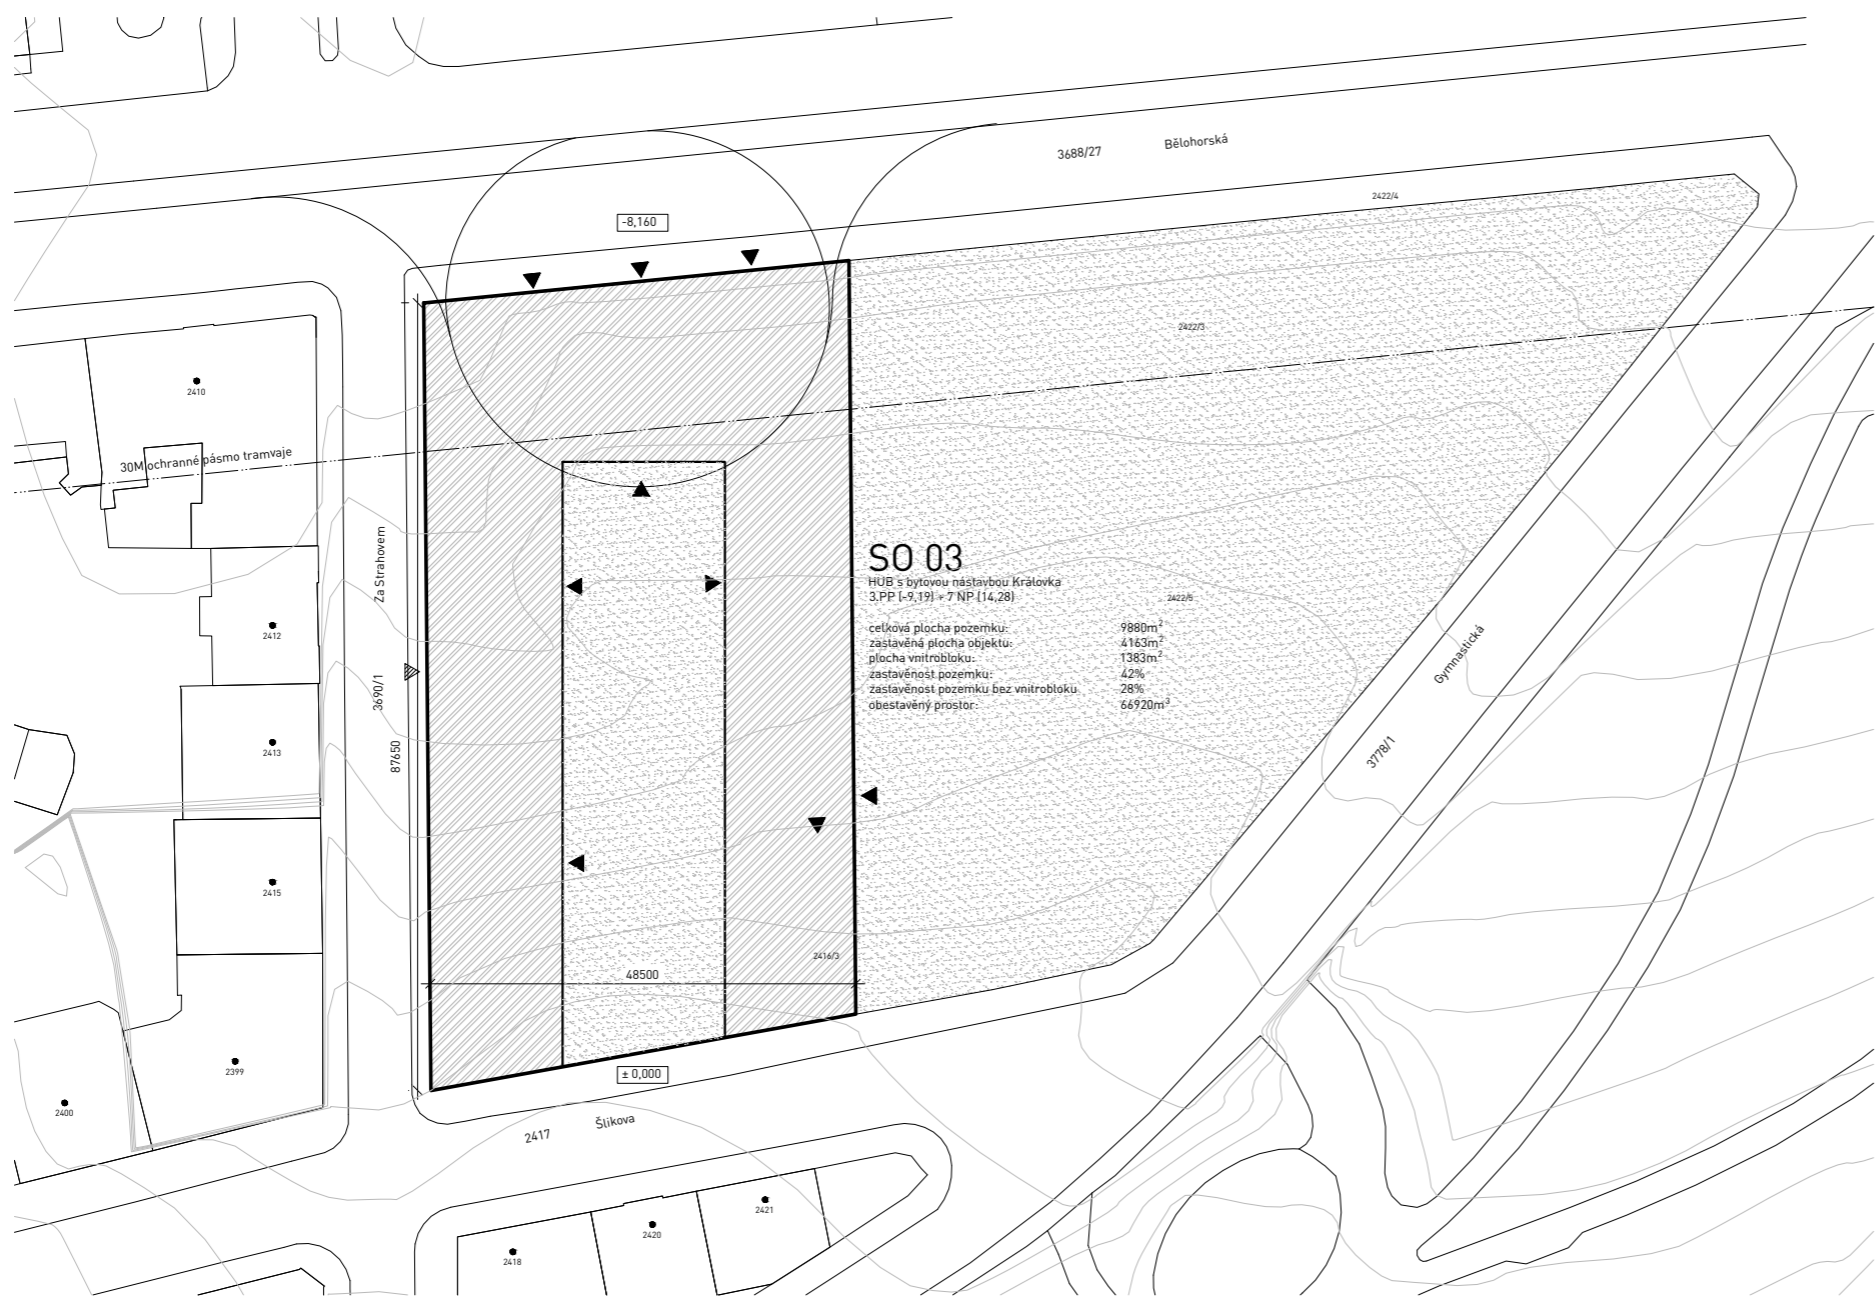 3688/27
Bělohorská
2422/4
-8,160
2422/3
2410
30M ochranné pásmo tramvaje
Za Strahovem
SO 03
HUB s bytovou nástavbou Královka
3.PP (-9,19) + 7 NP (14,28)
2422/5
celková plocha pozemku: 9880m²
zastavěná plocha objektu: 4163m²
plocha vnitrobloku: 1383m²
zastavěnost pozemku: 42%
zastavěnost pozemku bez vnitrobloku 28%
obestavěný prostor: 66920m³
2412
Gymnastická
3690/1
2413
87650
3778/1
2415
2416/3
48500
2399
± 0,000
2400
Šlikova
2417
2421
2420
2418